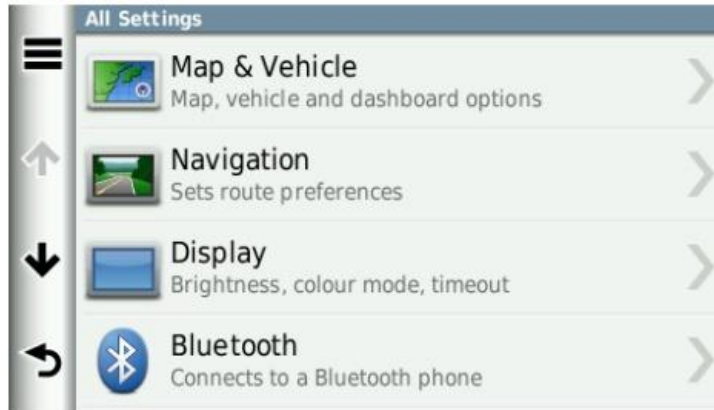 All Settings
Map & Vehicle
Map, vehicle and dashboard options
Navigation
Sets route preferences
Display
Brightness, colour mode, timeout
Bluetooth
Connects to a Bluetooth phone